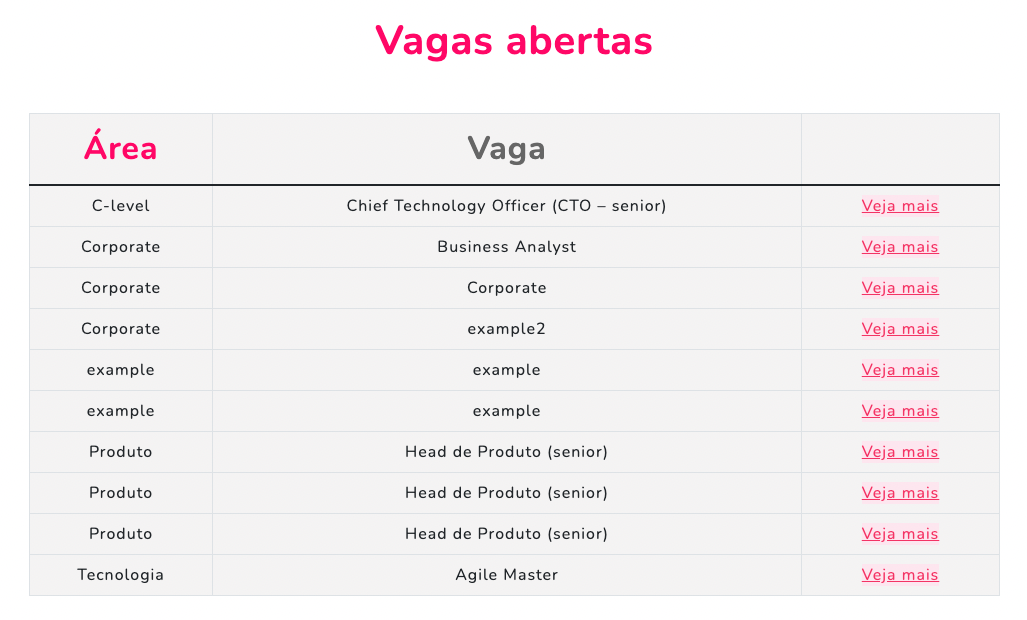 Vagas abertas
Área Vaga
C-level Chief Technology Officer (CTO – senior) Veja mais
Corporate Business Analyst Veja mais
Corporate Corporate Veja mais
Corporate example2 Veja mais
example example Veja mais
example example Veja mais
Produto Head de Produto (senior) Veja mais
Produto Head de Produto (senior) Veja mais
Produto Head de Produto (senior) Veja mais
Tecnologia Agile Master Veja mais